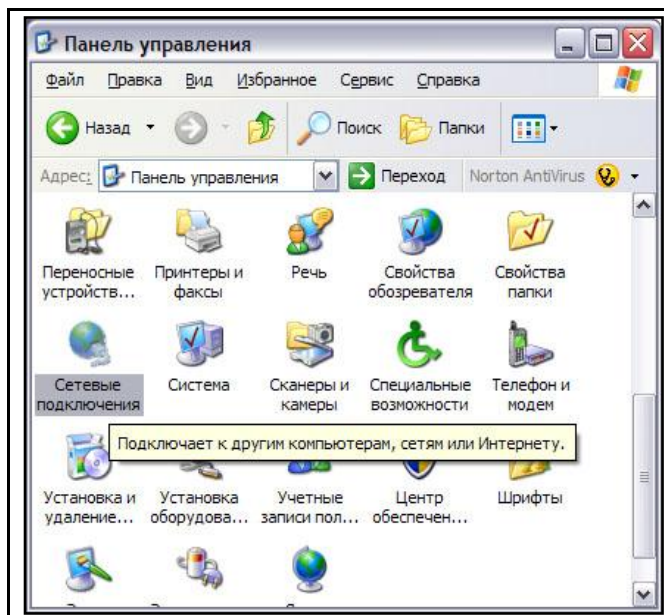 Панель управления
Файл Правка Вид Избранное Сервис Справка
Назад Поиск Папки
Адрес: Панель управления Переход Norton AntiVirus
Переносные устройств...
Принтеры и факсы
Речь
Свойства обозревателя
Свойства папки
Сетевые подключения
Система
Сканеры и камеры
Специальные возможности
Телефон и модем
Подключает к другим компьютерам, сетям или Интернету.
Установка и удаление...
Установка оборудова...
Учетные записи пол...
Центр обеспечен...
Шрифты